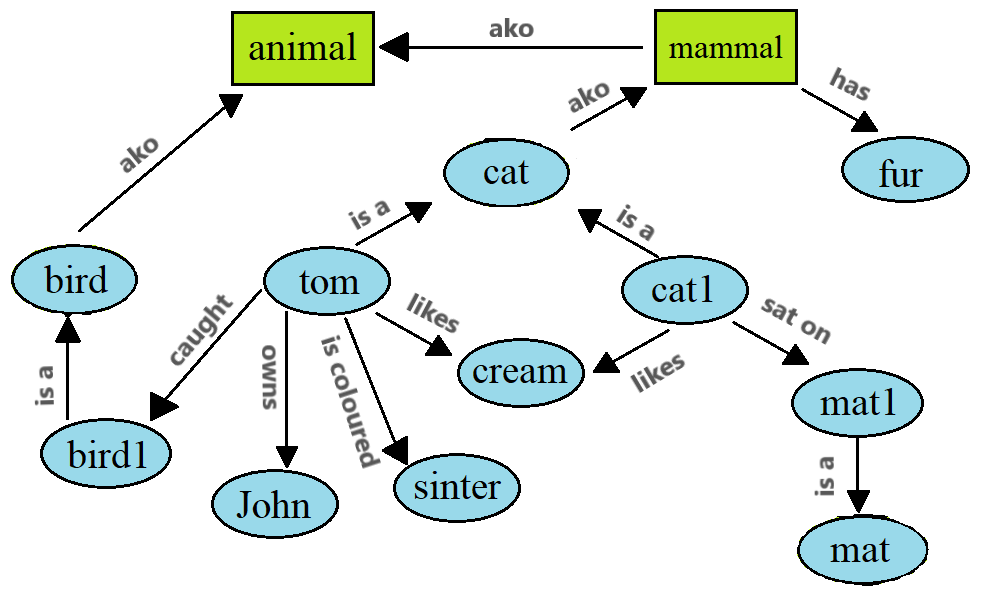 animal
ako
mammal
has
ako
ako
cat
fur
is a
is a
bird
tom
cat1
likes
sat on
caught
is a
owns
is coloured
cream
likes
mat1
bird1
is a
sinter
John
mat